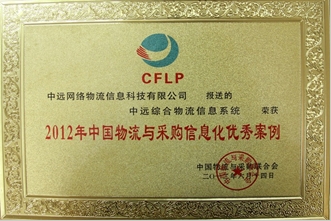 CFLP
中远网络物流信息科技有限公司 报送的
中远综合物流信息系统 荣获
2012年中国物流与采购信息化优秀案例
中国物流与采购联合会